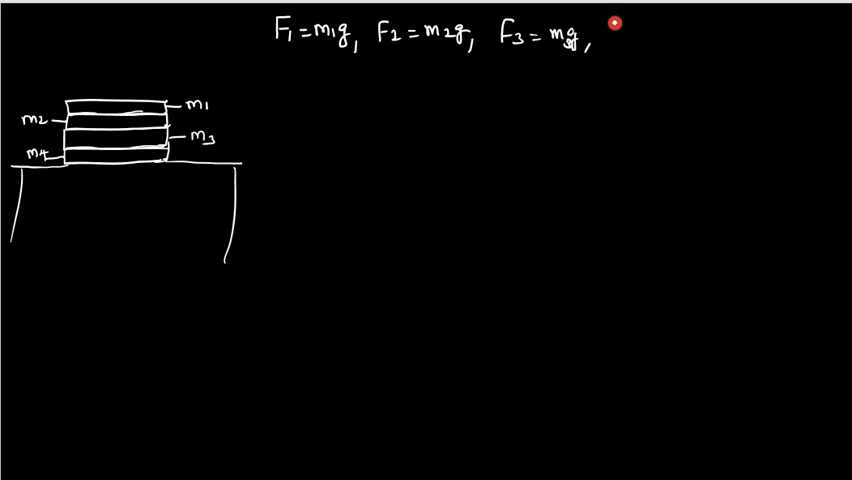 F1 = m1g, F2 = m2g, F3 = m3g,
m1
m2
m3
m4